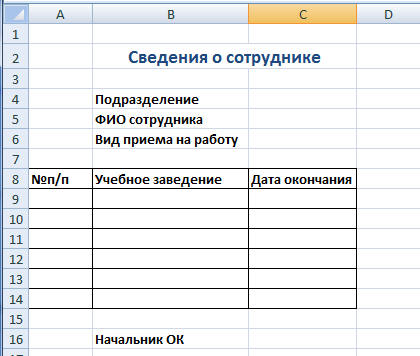 A B C D
1
2 Сведения о сотруднике
3
4 Подразделение
5 ФИО сотрудника
6 Вид приема на работу
7
8 №п/п Учебное заведение Дата окончания
9
10
11
12
13
14
15
16 Начальник ОК